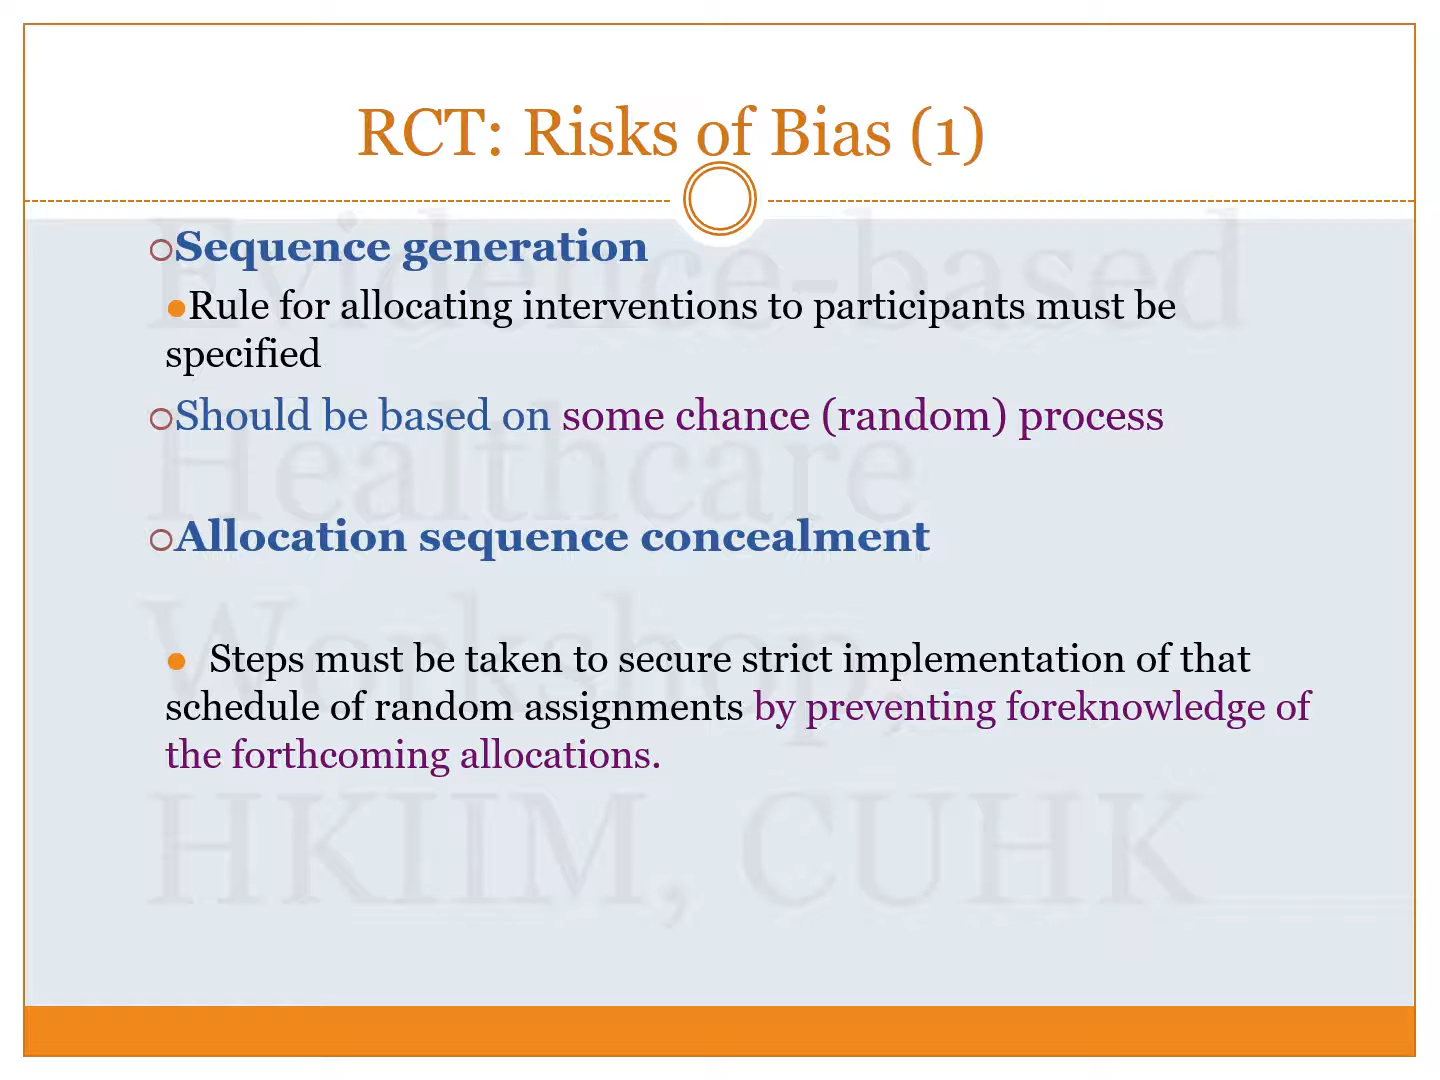 RCT: Risks of Bias (1)
Sequence generation
Rule for allocating interventions to participants must be
specified
Should be based on some chance (random) process
Allocation sequence concealment
Steps must be taken to secure strict implementation of that
schedule of random assignments by preventing foreknowledge of
the forthcoming allocations.
Evidence-based
Healthcare
Workshop,
HKIIM, CUHK